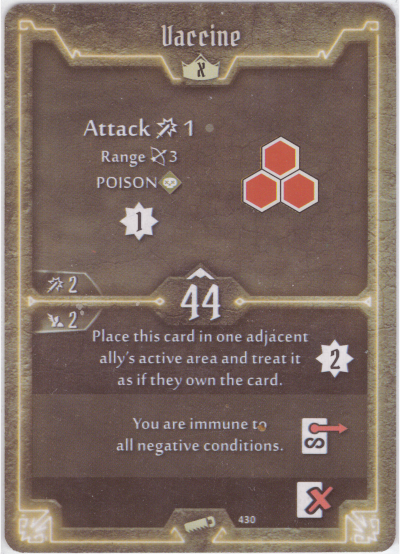 Vaccine
X
Attack 1
Range 3
POISON
1
2
44
2
Place this card in one adjacent
ally's active area and treat it
as if they own the card.
2
You are immune to
all negative conditions.
430